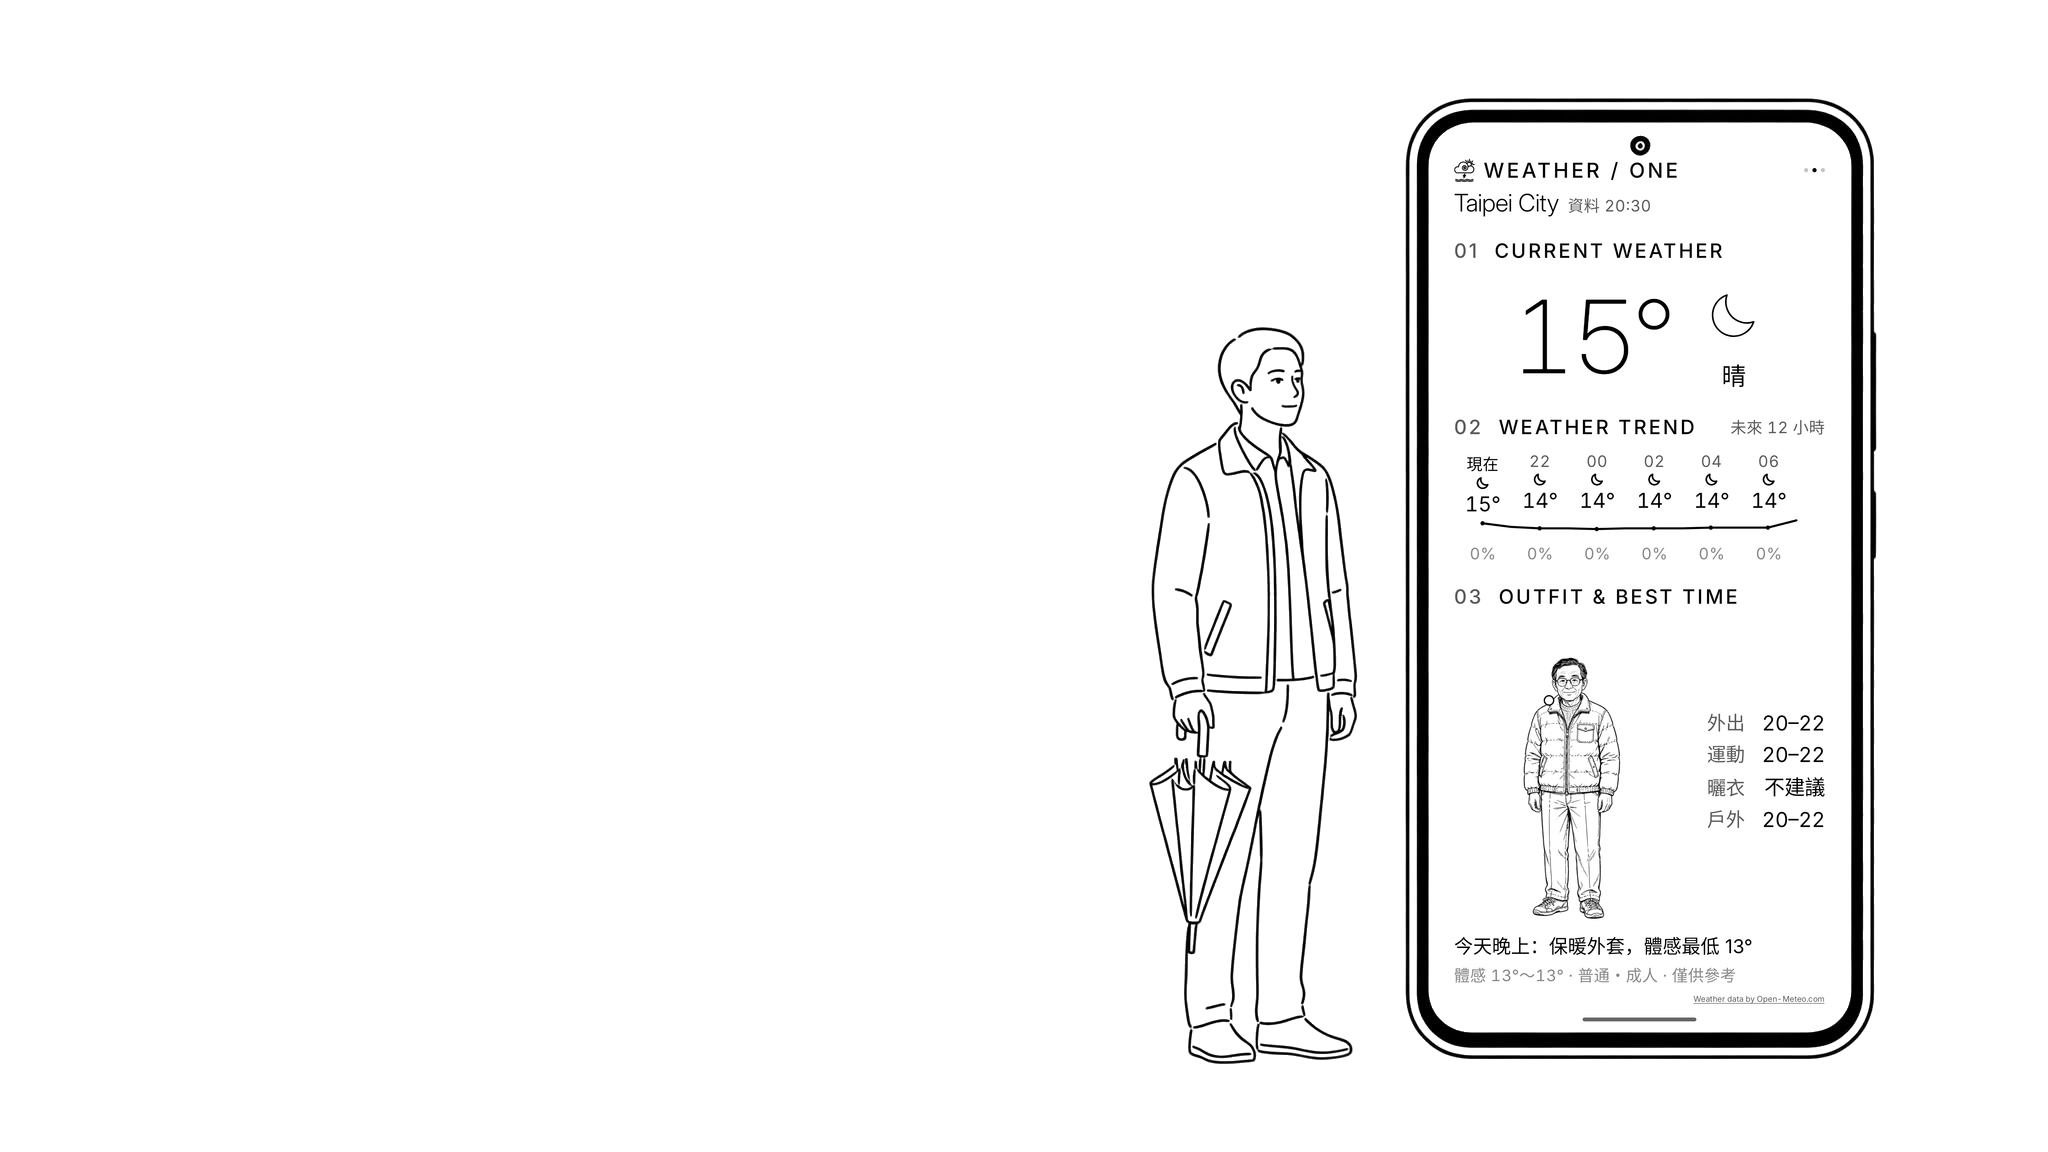 WEATHER / ONE
Taipei City 資料 20:30
01 CURRENT WEATHER
15°
晴
02 WEATHER TREND 未來 12 小時
現在 22 00 02 04 06
15° 14° 14° 14° 14° 14°
0% 0% 0% 0% 0% 0%
03 OUTFIT & BEST TIME
外出 20–22
運動 20–22
曬衣 不建議
戶外 20–22
今天晚上：保暖外套，體感最低 13°
體感 13°～13° · 普通・成人 · 僅供參考
Weather data by Open-Meteo.com